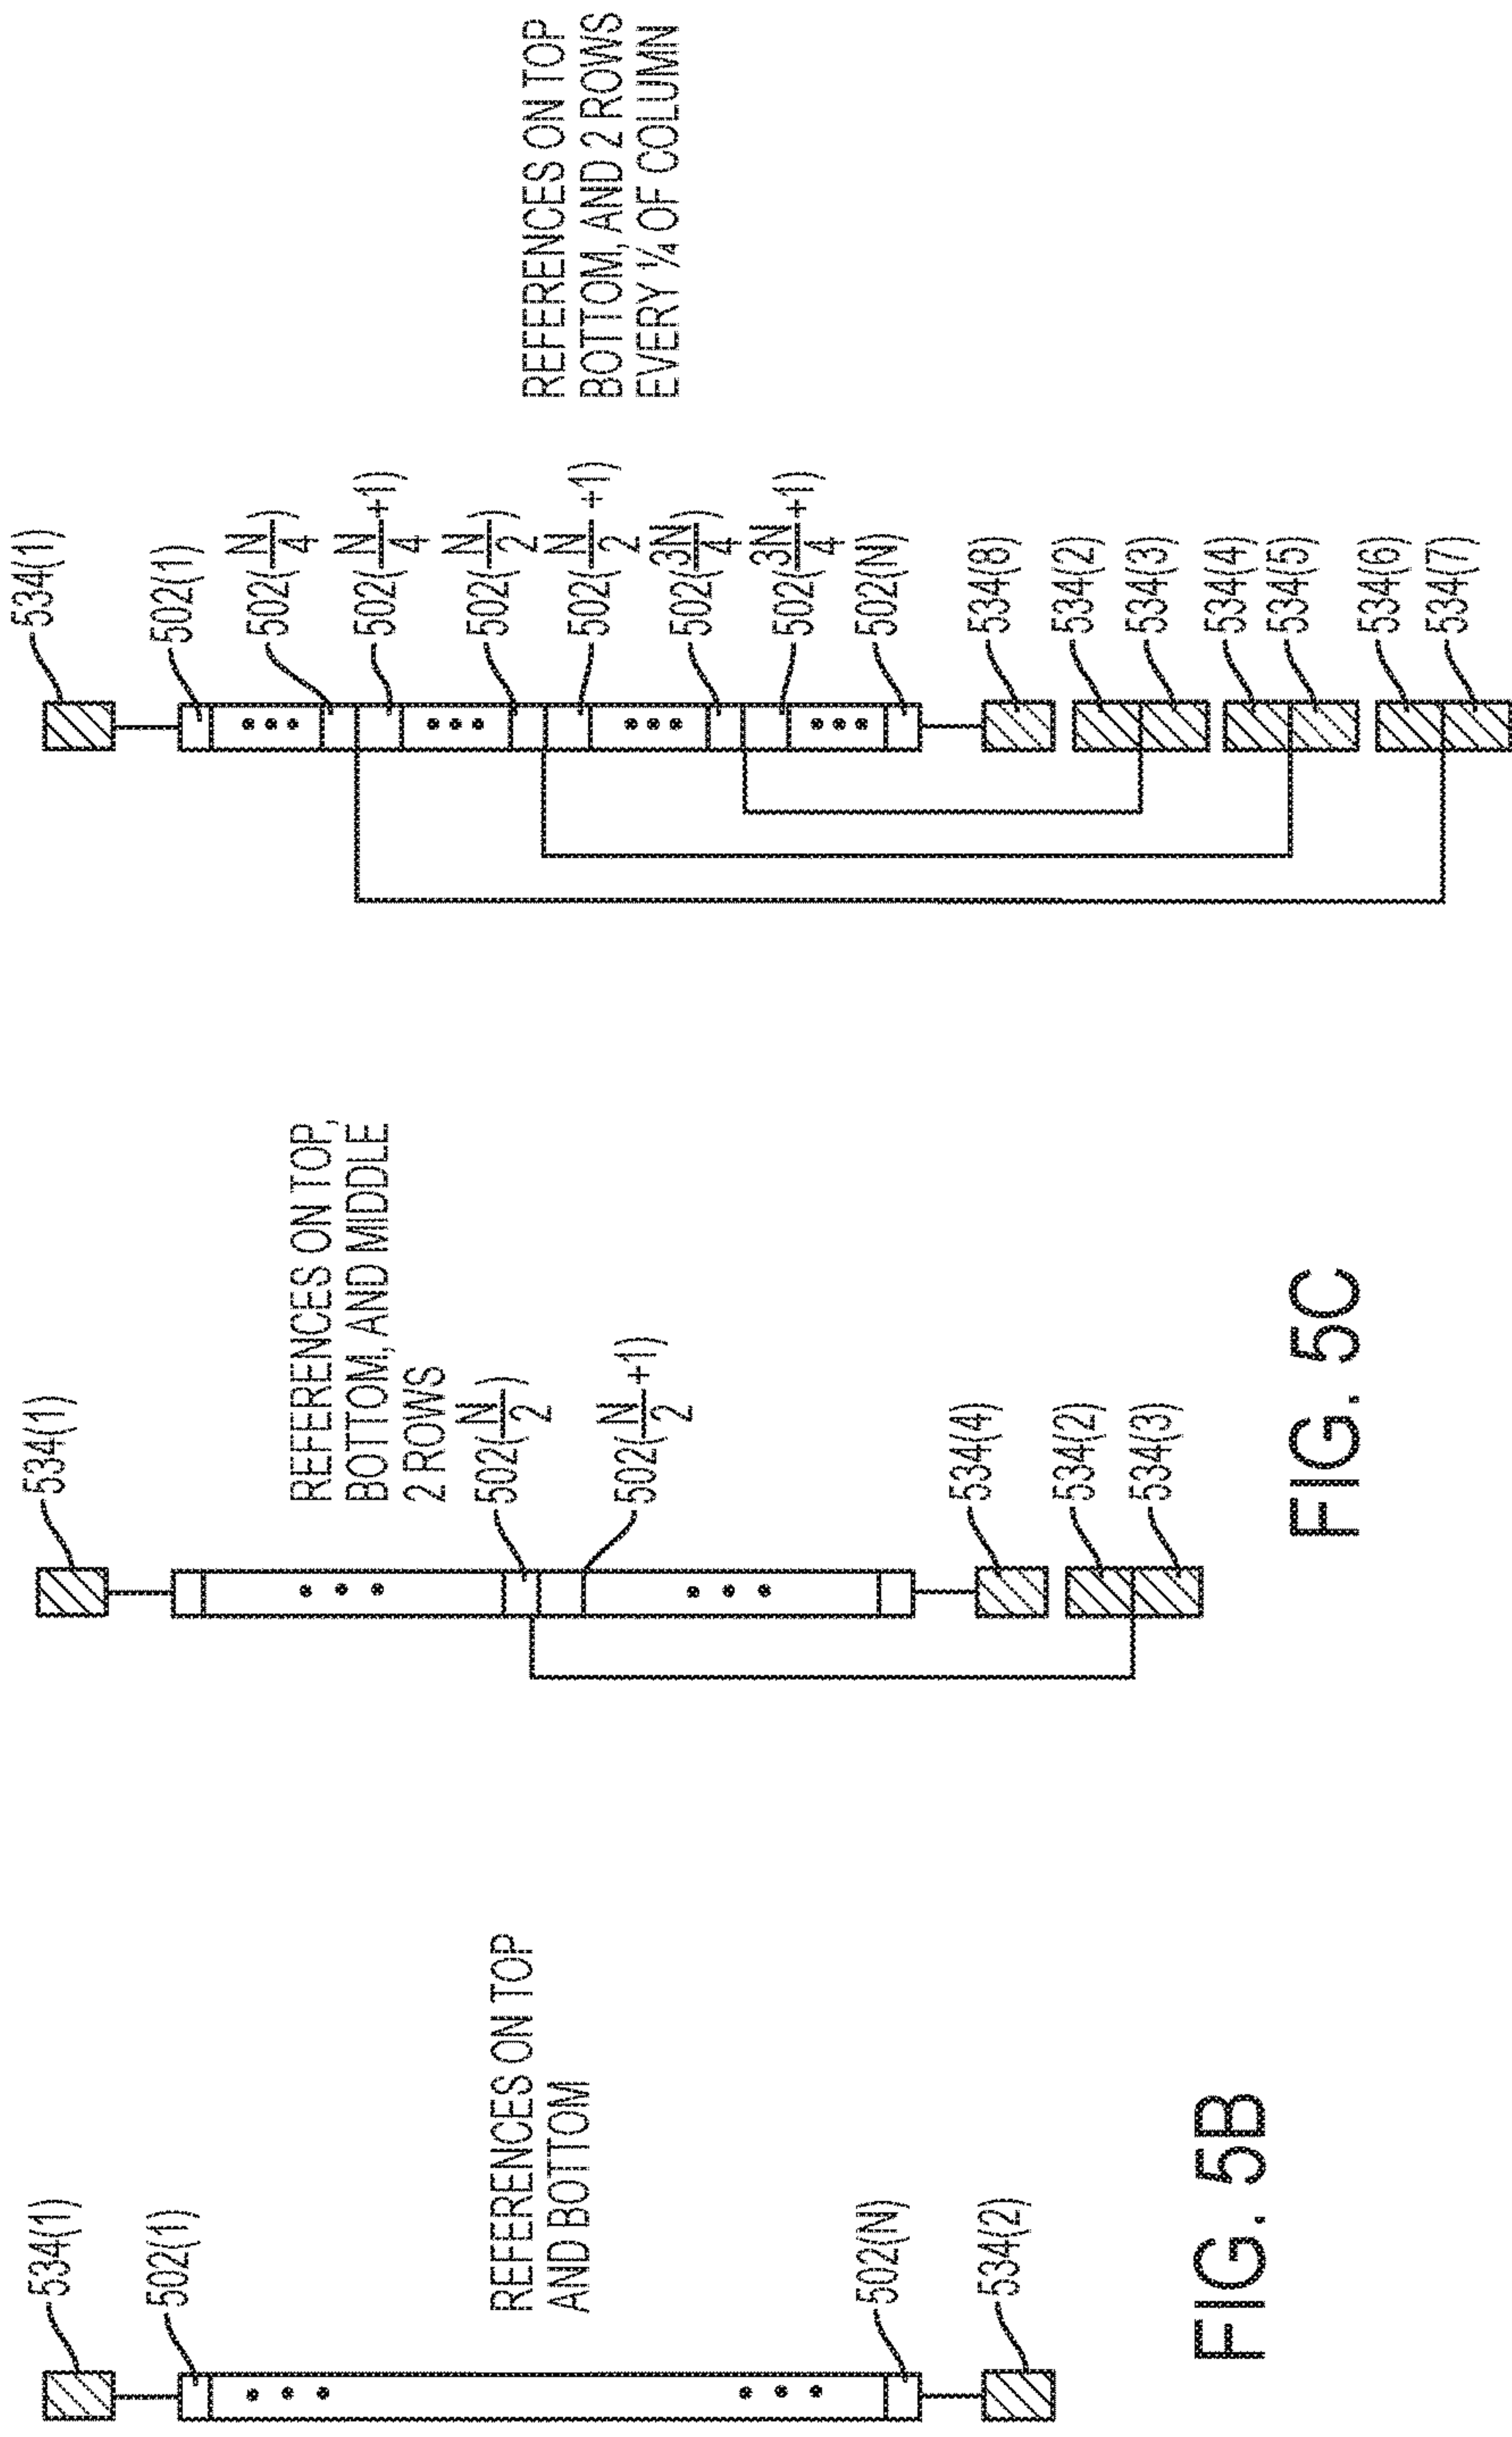 534(1)
502(1)
REFERENCES ON TOP
AND BOTTOM
502(N)
534(2)
FIG. 5B
534(1)
REFERENCES ON TOP,
BOTTOM, AND MIDDLE
2 ROWS
502(N/2)
502(N/2+1)
534(4)
534(2)
534(3)
FIG. 5C
534(1)
502(1)
502(N/4)
502(N/4+1)
502(N/2)
502(N/2+1)
502(3N/4)
502(3N/4+1)
502(N)
534(8)
534(2)
534(3)
534(4)
534(5)
534(6)
534(7)
REFERENCES ON TOP
BOTTOM, AND 2 ROWS
EVERY ¼ OF COLUMN